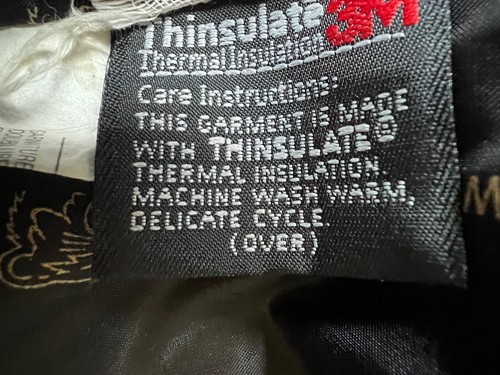 Thinsulate 3M
Thermal Insulation
Care Instructions:
THIS GARMENT IS MADE
WITH THINSULATE®
THERMAL INSULATION.
MACHINE WASH WARM,
DELICATE CYCLE.
(OVER)